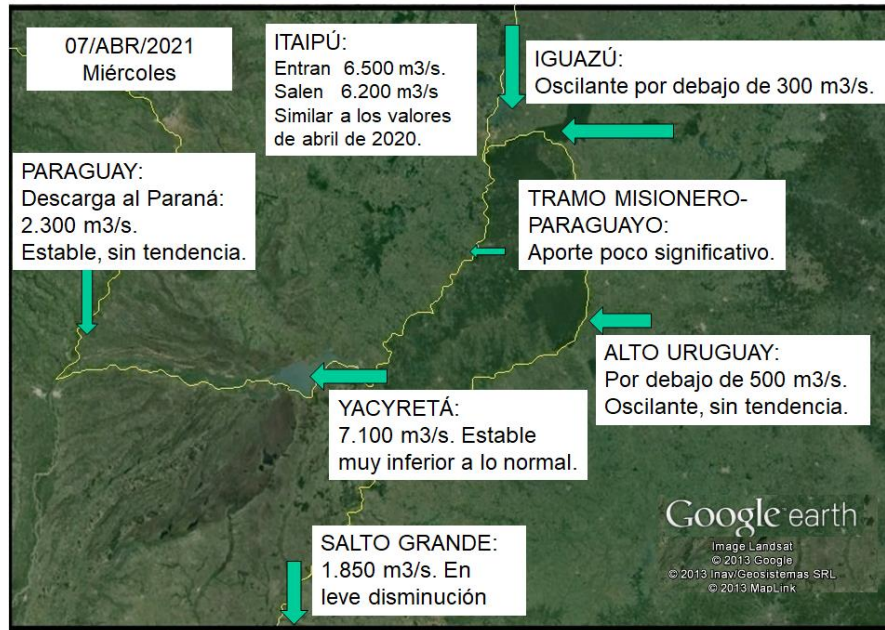 07/ABR/2021
Miércoles
ITAIPÚ:
Entran 6.500 m3/s.
Salen 6.200 m3/s
Similar a los valores
de abril de 2020.
IGUAZÚ:
Oscilante por debajo de 300 m3/s.
PARAGUAY:
Descarga al Paraná:
2.300 m3/s.
Estable, sin tendencia.
TRAMO MISIONERO-
PARAGUAYO:
Aporte poco significativo.
ALTO URUGUAY:
Por debajo de 500 m3/s.
Oscilante, sin tendencia.
YACYRETÁ:
7.100 m3/s. Estable
muy inferior a lo normal.
SALTO GRANDE:
1.850 m3/s. En
leve disminución
Google earth
Image Landsat
© 2013 Google
© 2013 Inav/Geosistemas SRL
© 2013 MapLink